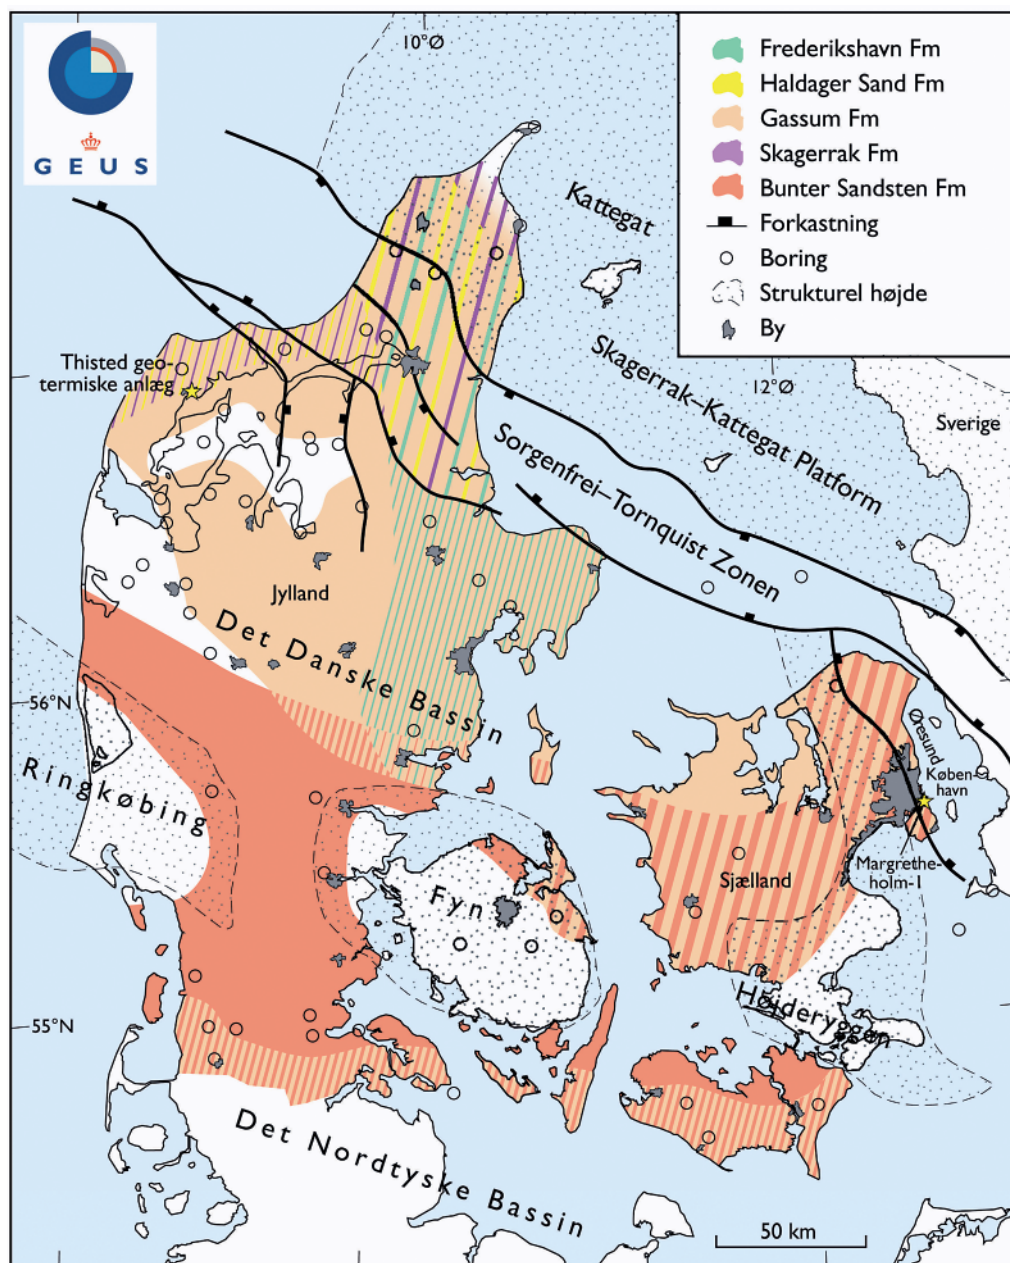 10°Ø
GEUS
Frederikshavn Fm
Haldager Sand Fm
Gassum Fm
Skagerrak Fm
Bunter Sandsten Fm
Forkastning
Boring
Strukturel højde
By
Kattegat
Thisted geo-
termiske anlæg
Skagerrak–Kattegat Platform
12°Ø
Sverige
Sorgenfrei–Tornquist Zonen
Jylland
Det Danske Bassin
56°N
Øresund
Ringkøbing
Køben-
havn
Margrethe-
holm-1
Sjælland
Fyn
Højderyggen
55°N
Det Nordtyske Bassin
50 km